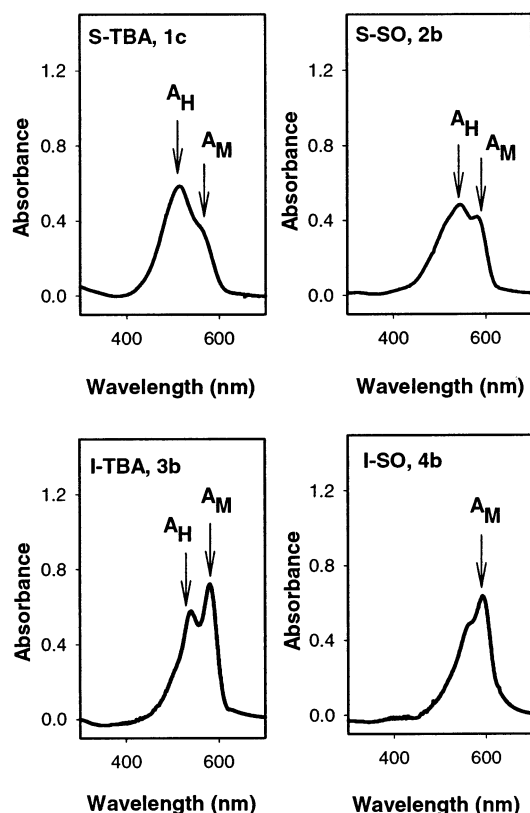 S-TBA, 1c
1.2
0.8
0.4
0.0
Absorbance
A_H
A_M
400 600
Wavelength (nm)
S-SO, 2b
1.2
0.8
0.4
0.0
Absorbance
A_H
A_M
400 600
Wavelength (nm)
I-TBA, 3b
1.2
0.8
0.4
0.0
Absorbance
A_H
A_M
400 600
Wavelength (nm)
I-SO, 4b
1.2
0.8
0.4
0.0
Absorbance
A_M
400 600
Wavelength (nm)